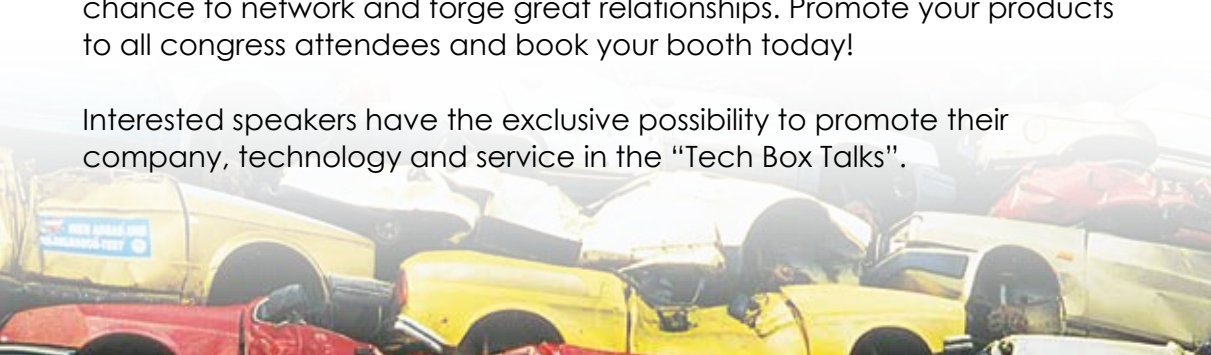 chance to network and forge great relationships. Promote your products
to all congress attendees and book your booth today!
Interested speakers have the exclusive possibility to promote their
company, technology and service in the “Tech Box Talks”.